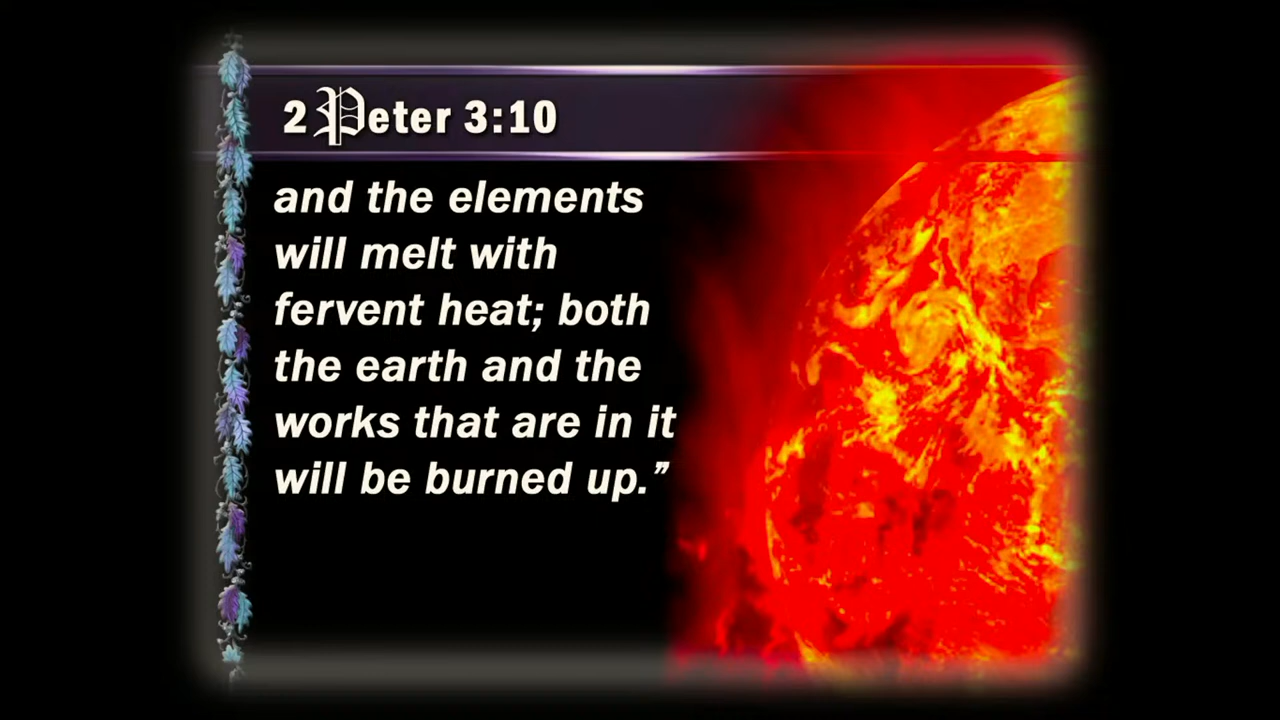 2 Peter 3:10
and the elements
will melt with
fervent heat; both
the earth and the
works that are in it
will be burned up.”